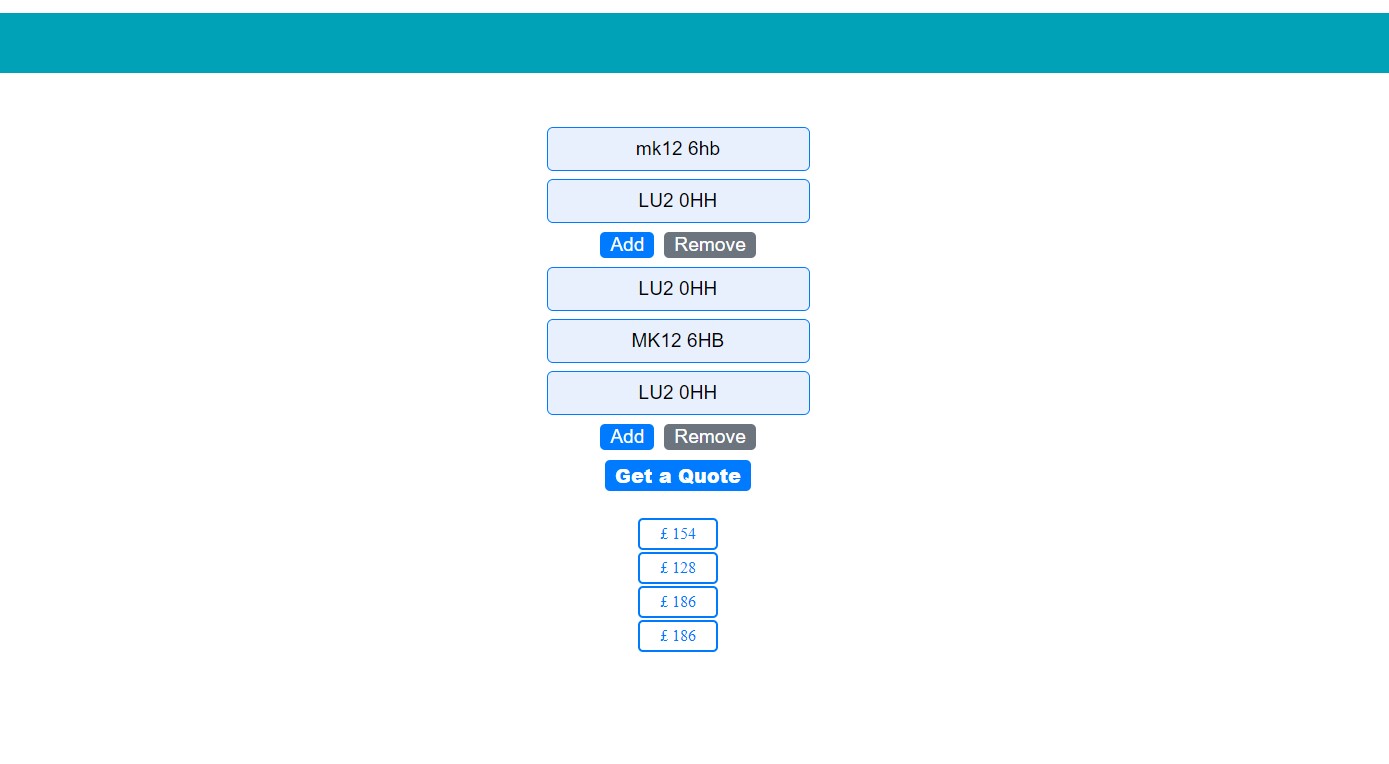 mk12 6hb
LU2 0HH
Add Remove
LU2 0HH
MK12 6HB
LU2 0HH
Add Remove
Get a Quote
£ 154
£ 128
£ 186
£ 186